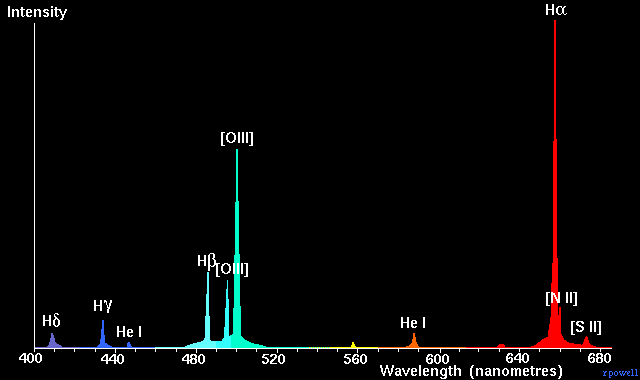 Intensity
Hα
[OIII]
Hβ
[OIII]
[N II]
Hγ
Hδ
He I
He I
[S II]
400 440 480 500 520 560 600 640 680
Wavelength (nanometres)
rpowell